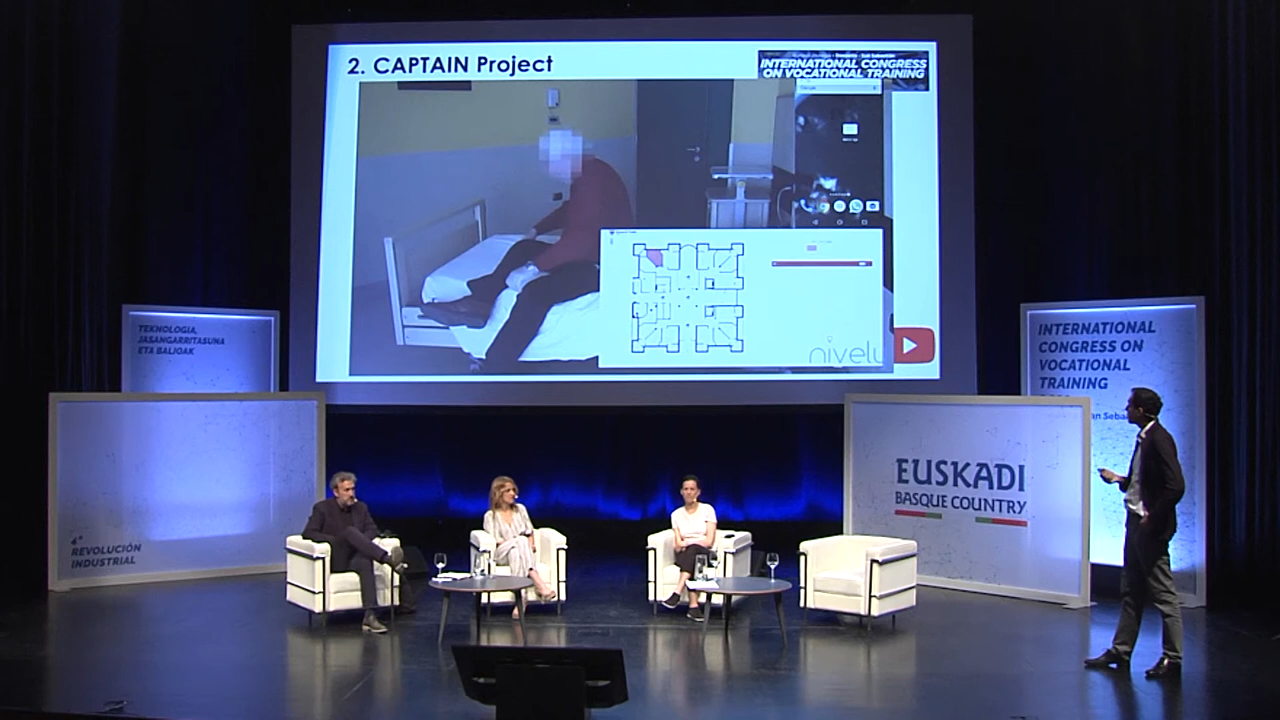 2. CAPTAIN Project
INTERNATIONAL CONGRESS
ON VOCATIONAL TRAINING
nivelu
TEKNOLOGIA,
JASANGARRITASUNA
ETA BALIOAK
4ª
REVOLUCIÓN
INDUSTRIAL
EUSKADI
BASQUE COUNTRY
INTERNATIONAL
CONGRESS ON
VOCATIONAL
TRAINING